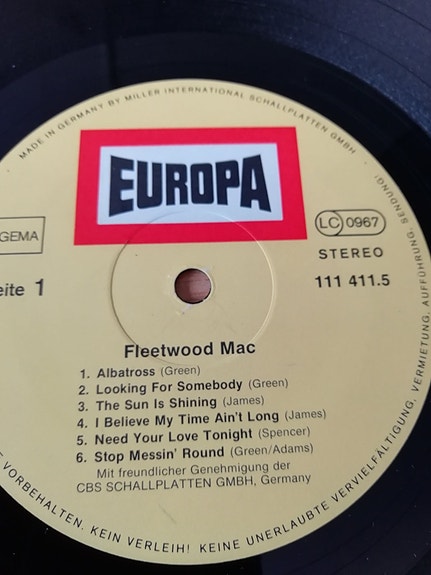 MADE IN GERMANY BY MILLER INTERNATIONAL SCHALLPLATTEN GMBH ·
EUROPA
GEMA
LC 0967
STEREO
eite 1
111 411.5
Fleetwood Mac
1. Albatross (Green)
2. Looking For Somebody (Green)
3. The Sun Is Shining (James)
4. I Believe My Time Ain't Long (James)
5. Need Your Love Tonight (Spencer)
6. Stop Messin' Round (Green/Adams)
Mit freundlicher Genehmigung der
CBS SCHALLPLATTEN GMBH, Germany
VORBEHALTEN. KEIN VERLEIH! KEINE UNERLAUBTE VERVIELFÄLTIGUNG, VERMIETUNG, AUFFÜHRUNG, SENDUNG!